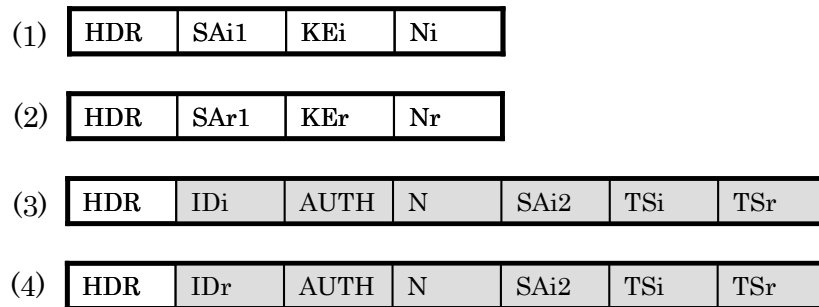 (1) HDR SAi1 KEi Ni
(2) HDR SAr1 KEr Nr
(3) HDR IDi AUTH N SAi2 TSi TSr
(4) HDR IDr AUTH N SAi2 TSi TSr